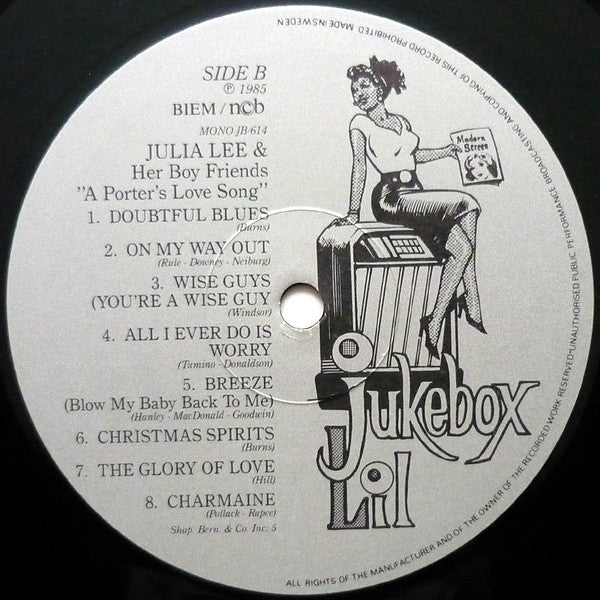 SIDE B
℗ 1985
BIEM / ncb
MONO JB-614
JULIA LEE &
Her Boy Friends
"A Porter's Love Song"
1. DOUBTFUL BLUES
(Burns)
2. ON MY WAY OUT
(Rule - Downey - Neiburg)
3. WISE GUYS
(YOU'RE A WISE GUY
(Windsor)
4. ALL I EVER DO IS
WORRY
(Tumino - Donaldson)
5. BREEZE
(Blow My Baby Back To Me)
(Hanley - MacDonald - Goodwin)
6. CHRISTMAS SPIRITS
(Burns)
7. THE GLORY OF LOVE
(Hill)
8. CHARMAINE
(Pollack - Rapee)
Shap. Bern. & Co. Inc: 5
Modern
Screen
Jukebox
Lil
ALL RIGHTS OF THE MANUFACTURER AND OF THE OWNER OF THE RECORDED WORK RESERVED•UNAUTHORISED PUBLIC PERFORMANCE BROADCASTING AND COPYING OF THIS RECORD PROHIBITED MADE IN SWEDEN